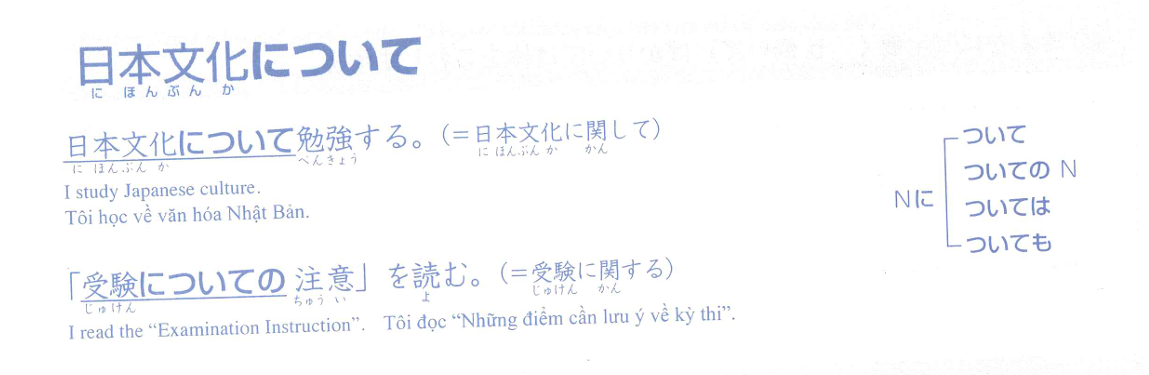 日本文化について
に ほん ぶん か
日本文化について勉強する。(=日本文化に関して)
に ほん ぶん か べんきょう に ほん ぶん か かん
I study Japanese culture.
Tôi học về văn hóa Nhật Bản.
「受験についての 注意」 を読む。(=受験に関する)
じゅけん ちゅう い よ じゅけん かん
I read the “Examination Instruction”. Tôi đọc “Những điểm cần lưu ý về kỳ thi”.
Nに
ついて
ついての N
ついては
ついても